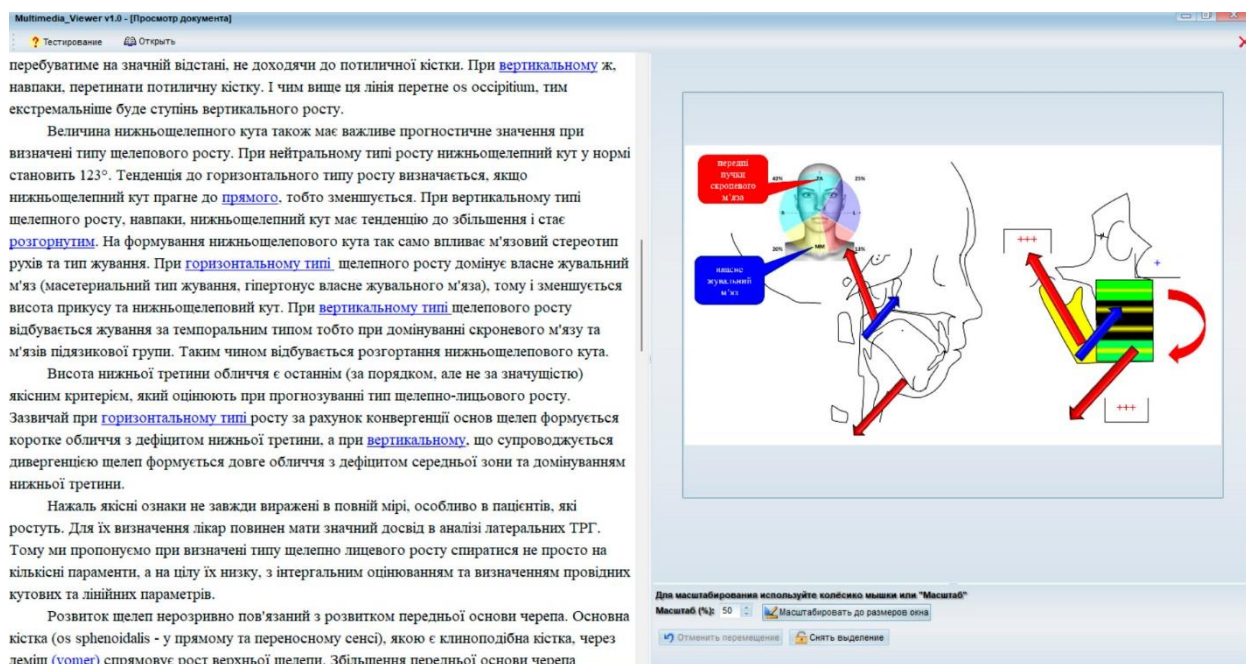 Multimedia_Viewer v1.0 - [Просмотр документа]
Тестирование Открыть
перебуватиме на значній відстані, не доходячи до потиличної кістки. При вертикальному ж,
навпаки, перетинати потиличну кістку. І чим вище ця лінія перетне os occipitium, тим
екстремальніше буде ступінь вертикального росту.
Величина нижньощелепного кута також має важливе прогностичне значення при
визначені типу щелепового росту. При нейтральному типі росту нижньощелепний кут у нормі
становить 123°. Тенденція до горизонтального типу росту визначається, якщо
нижньощелепний кут прагне до прямого, тобто зменшується. При вертикальному типі
щелепного росту, навпаки, нижньощелепний кут має тенденцію до збільшення і стає
розгорнутим. На формування нижньощелепового кута так само впливає м'язовий стереотип
рухів та тип жування. При горизонтальному типі щелепного росту домінує власне жувальний
м'яз (масетериальний тип жування, гіпертонус власне жувального м'яза), тому і зменшується
висота прикусу та нижньощелеповий кут. При вертикальному типі щелепового росту
відбувається жування за темпоральним типом тобто при домінуванні скроневого м'язу та
м'язів підязикової групи. Таким чином відбувається розгортання нижньощелепового кута.
Висота нижньої третини обличчя є останнім (за порядком, але не за значущістю)
якісним критерієм, який оцінюють при прогнозуванні тип щелепно-лицьового росту.
Зазвичай при горизонтальному типі росту за рахунок конвергенції основ щелеп формується
коротке обличчя з дефіцитом нижньої третини, а при вертикальному, що супроводжується
дивергенцією щелеп формується довге обличчя з дефіцитом середньої зони та домінуванням
нижньої третини.
Нажаль якісні ознаки не завжди виражені в повній мірі, особливо в пацієнтів, які
ростуть. Для їх визначення лікар повинен мати значний досвід в аналізі латеральних ТРГ.
Тому ми пропонуємо при визначені типу щелепно лицевого росту спиратися не просто на
кількісні параменти, а на цілу їх низку, з інтергальним оцінюванням та визначенням провідних
кутових та лінійних параметрів.
Розвиток щелеп нерозривно пов'язаний з розвитком передньої основи черепа. Основна
кістка (os sphenoidalis - у прямому та переносному сенсі), якою є клиноподібна кістка, через
леміш (vomer) спрямовує рост верхньої щелепи. Збільшення передньої основи черепа
передні
пучки
скроневого
м'яза
42% TA 25%
R L
20% MM 13%
власне
жувальний
м'яз
+++
+
+++
Для масштабирования используйте колёсико мышки или "Масштаб"
Масштаб (%): 50 Масштабировать до размеров окна
Отменить перемещение Снять выделение